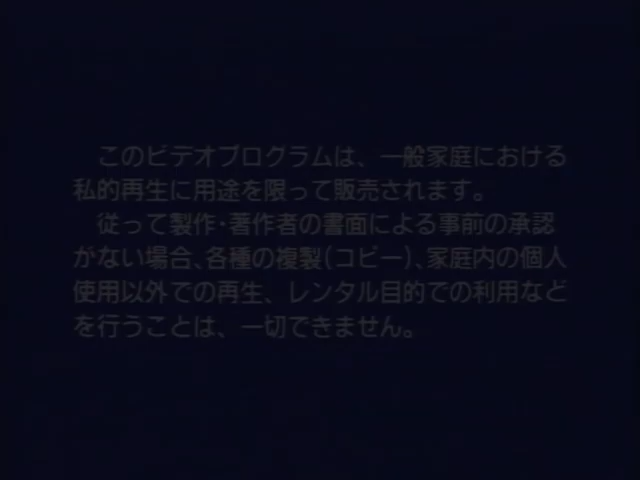 このビデオプログラムは、一般家庭における
私的再生に用途を限って販売されます。
従って製作・著作者の書面による事前の承認
がない場合、各種の複製(コピー)、家庭内の個人
使用以外での再生、レンタル目的での利用など
を行うことは、一切できません。